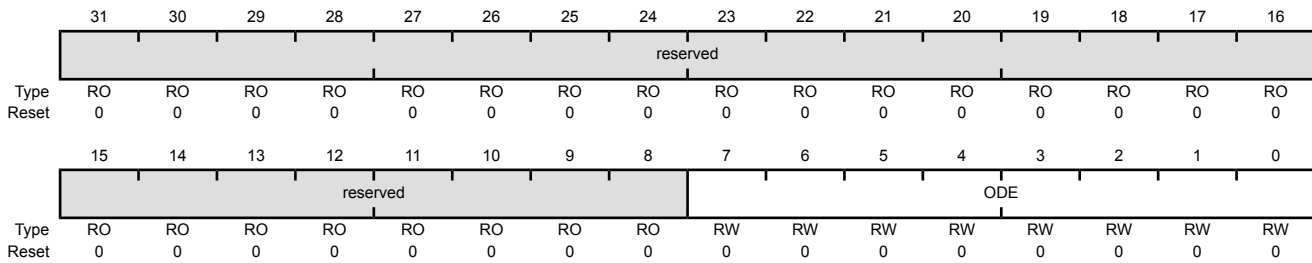 31 30 29 28 27 26 25 24 23 22 21 20 19 18 17 16
reserved
Type RO RO RO RO RO RO RO RO RO RO RO RO RO RO RO RO
Reset 0 0 0 0 0 0 0 0 0 0 0 0 0 0 0 0
15 14 13 12 11 10 9 8 7 6 5 4 3 2 1 0
reserved ODE
Type RO RO RO RO RO RO RO RO RW RW RW RW RW RW RW RW
Reset 0 0 0 0 0 0 0 0 0 0 0 0 0 0 0 0